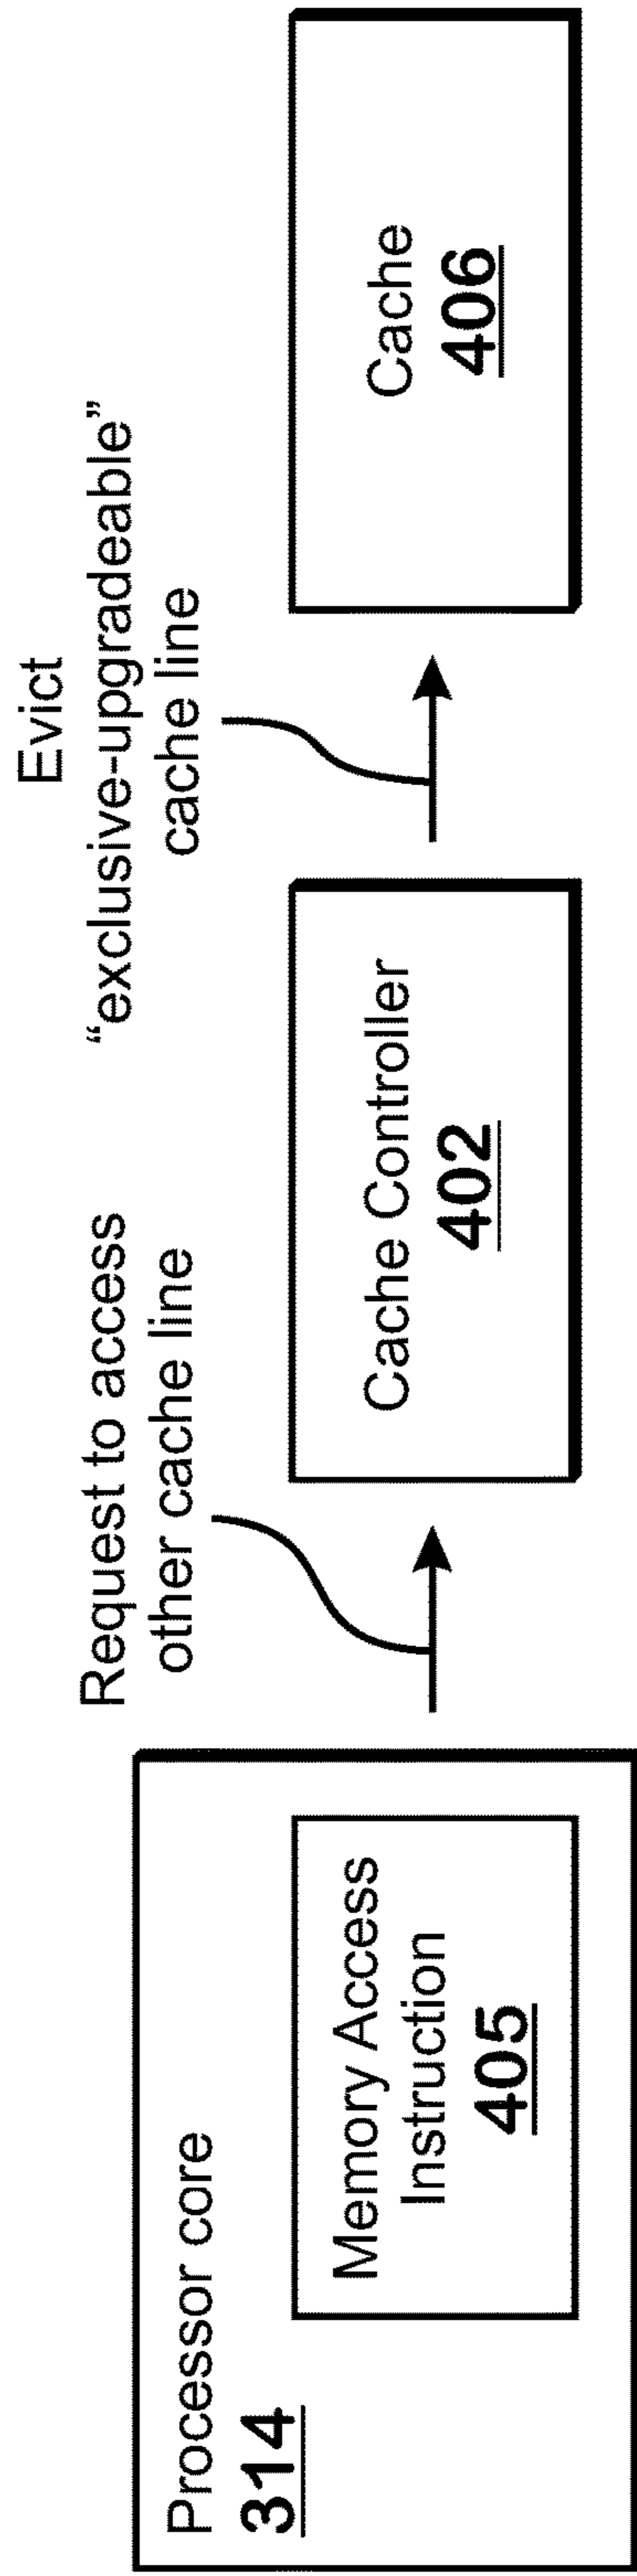 Processor core
314
Memory Access
Instruction
405
Request to access
other cache line
Cache Controller
402
Evict
“exclusive-upgradeable”
cache line
Cache
406